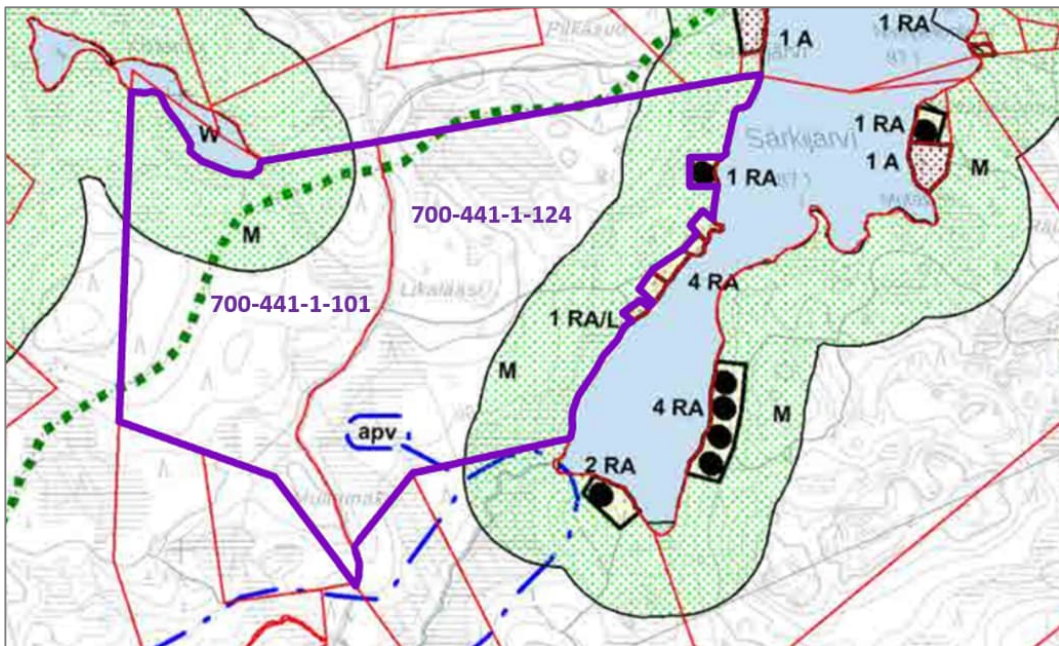 1 RA
1 A
W
Särkijärvi
1 RA
1 A
M
1 RA
700-441-1-124
M
4 RA
700-441-1-101
1 RA/L
M
4 RA
M
apv
2 RA